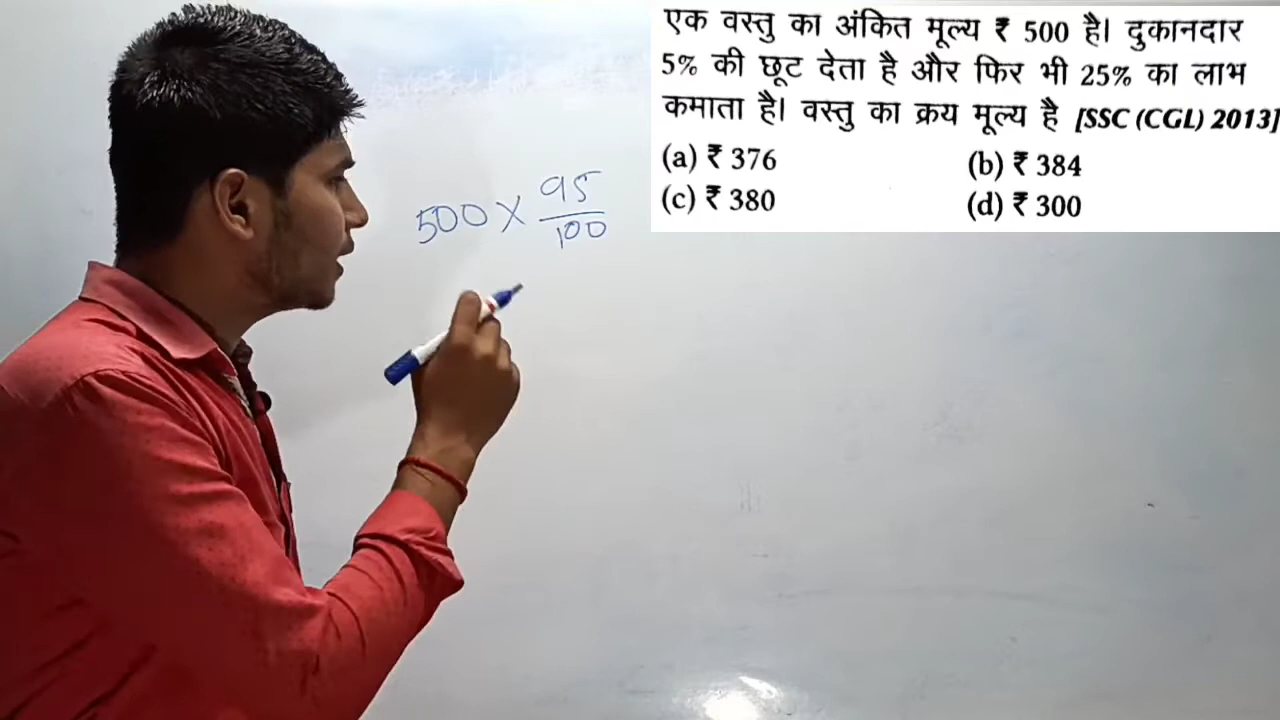 एक वस्तु का अंकित मूल्य ₹ 500 है। दुकानदार
5% की छूट देता है और फिर भी 25% का लाभ
कमाता है। वस्तु का क्रय मूल्य है [SSC (CGL) 2013]
(a) ₹ 376 (b) ₹ 384
(c) ₹ 380 (d) ₹ 300
500 × 95/100